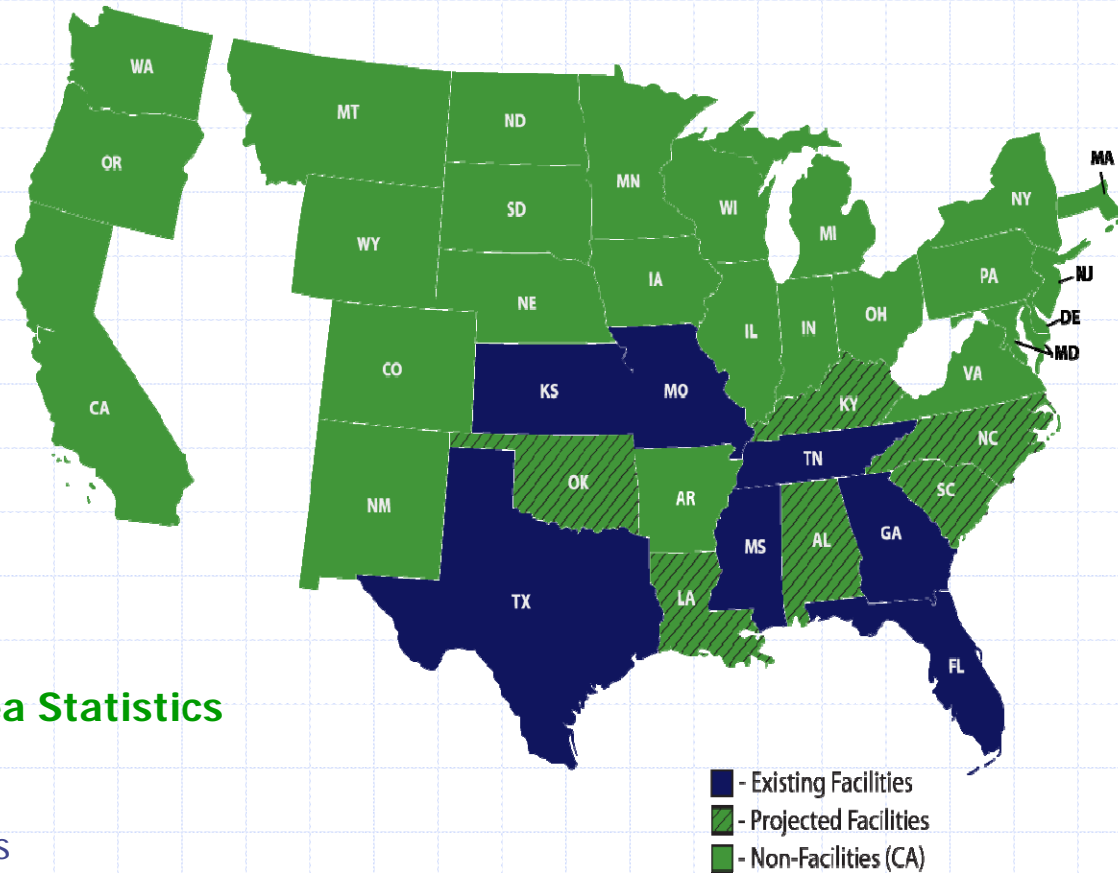 WA
MT
ND
MA
OR
MN
NY
SD
WI
MI
WY
PA
NJ
IA
NE
OH
DE
IL
IN
MD
CO
VA
KS
MO
CA
KY
NC
TN
OK
SC
NM
AR
GA
AL
MS
LA
TX
FL
a Statistics
- Existing Facilities
- Projected Facilities
s
- Non-Facilities (CA)